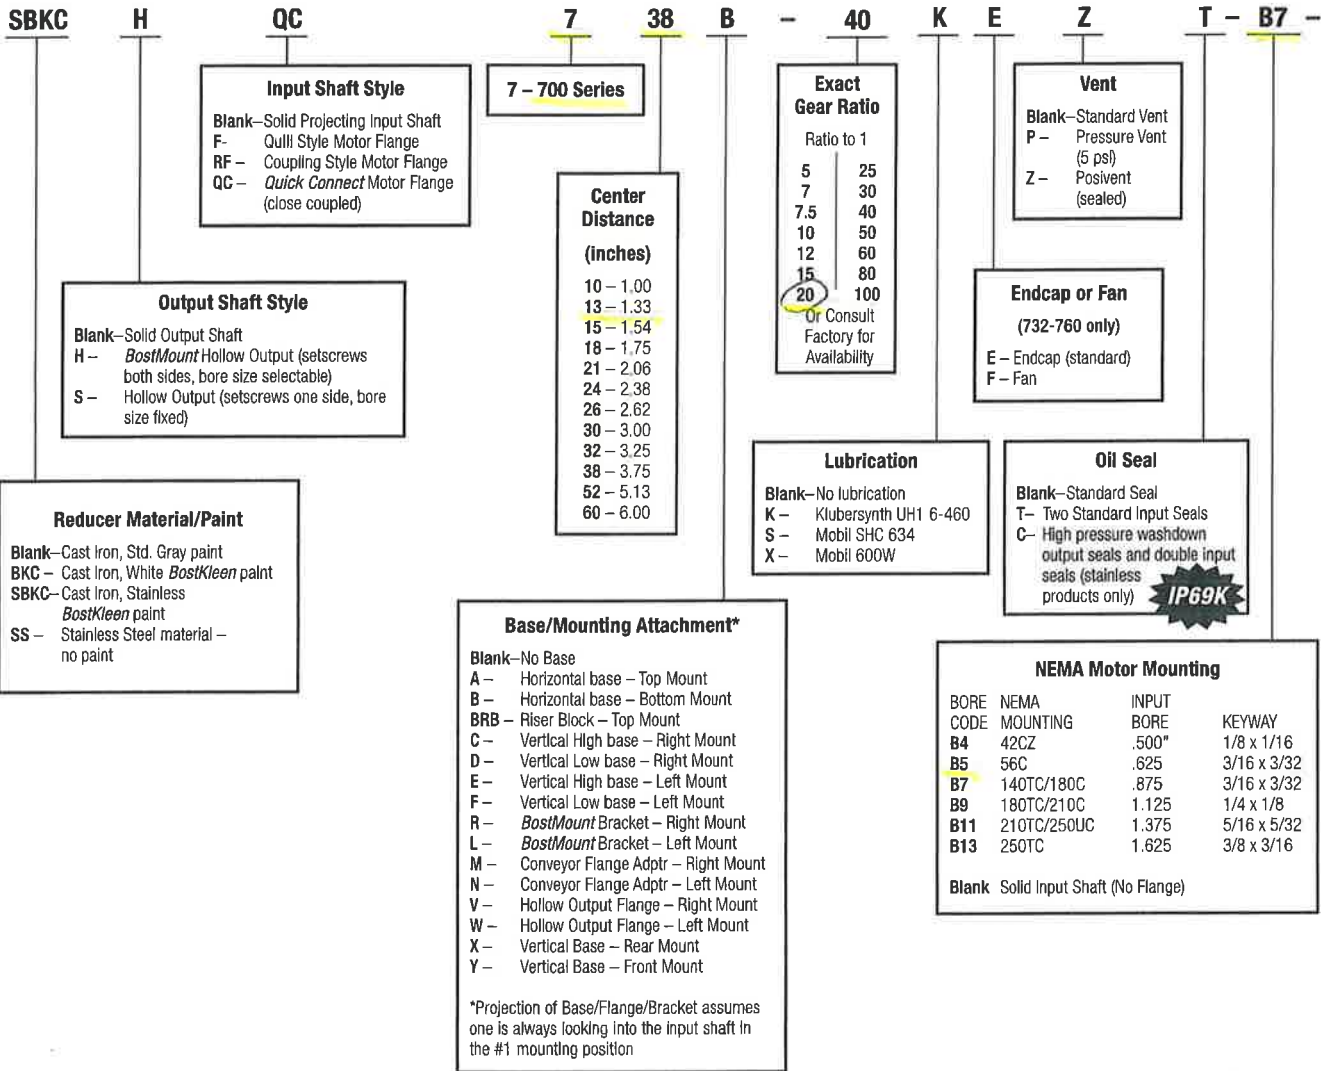 SBKC H QC 7 38 B - 40 K E Z T - B7 -
Input Shaft Style
Blank–Solid Projecting Input Shaft
F- Quill Style Motor Flange
RF – Coupling Style Motor Flange
QC – Quick Connect Motor Flange
(close coupled)
7 – 700 Series
Exact
Gear Ratio
Ratio to 1
5 25
7 30
7.5 40
10 50
12 60
15 80
20 100
Or Consult
Factory for
Availability
Vent
Blank–Standard Vent
P – Pressure Vent
(5 psi)
Z – Posivent
(sealed)
Center
Distance
(inches)
10 – 1.00
13 – 1.33
15 – 1.54
18 – 1.75
21 – 2.06
24 – 2.38
26 – 2.62
30 – 3.00
32 – 3.25
38 – 3.75
52 – 5.13
60 – 6.00
Output Shaft Style
Blank–Solid Output Shaft
H – BostMount Hollow Output (setscrews
both sides, bore size selectable)
S – Hollow Output (setscrews one side, bore
size fixed)
Endcap or Fan
(732-760 only)
E – Endcap (standard)
F – Fan
Lubrication
Blank–No lubrication
K – Klubersynth UH1 6-460
S – Mobil SHC 634
X – Mobil 600W
Oil Seal
Blank–Standard Seal
T– Two Standard Input Seals
C– High pressure washdown
output seals and double input
seals (stainless
products only)
IP69K
Reducer Material/Paint
Blank–Cast Iron, Std. Gray paint
BKC – Cast Iron, White BostKleen paint
SBKC– Cast Iron, Stainless
BostKleen paint
SS – Stainless Steel material –
no paint
Base/Mounting Attachment*
Blank–No Base
A – Horizontal base – Top Mount
B – Horizontal base – Bottom Mount
BRB – Riser Block – Top Mount
C – Vertical High base – Right Mount
D – Vertical Low base – Right Mount
E – Vertical High base – Left Mount
F – Vertical Low base – Left Mount
R – BostMount Bracket – Right Mount
L – BostMount Bracket – Left Mount
M – Conveyor Flange Adptr – Right Mount
N – Conveyor Flange Adptr – Left Mount
V – Hollow Output Flange – Right Mount
W – Hollow Output Flange – Left Mount
X – Vertical Base – Rear Mount
Y – Vertical Base – Front Mount
*Projection of Base/Flange/Bracket assumes
one is always looking into the input shaft in
the #1 mounting position
NEMA Motor Mounting
BORE NEMA INPUT
CODE MOUNTING BORE KEYWAY
B4 42CZ .500" 1/8 x 1/16
B5 56C .625 3/16 x 3/32
B7 140TC/180C .875 3/16 x 3/32
B9 180TC/210C 1.125 1/4 x 1/8
B11 210TC/250UC 1.375 5/16 x 5/32
B13 250TC 1.625 3/8 x 3/16
Blank Solid Input Shaft (No Flange)